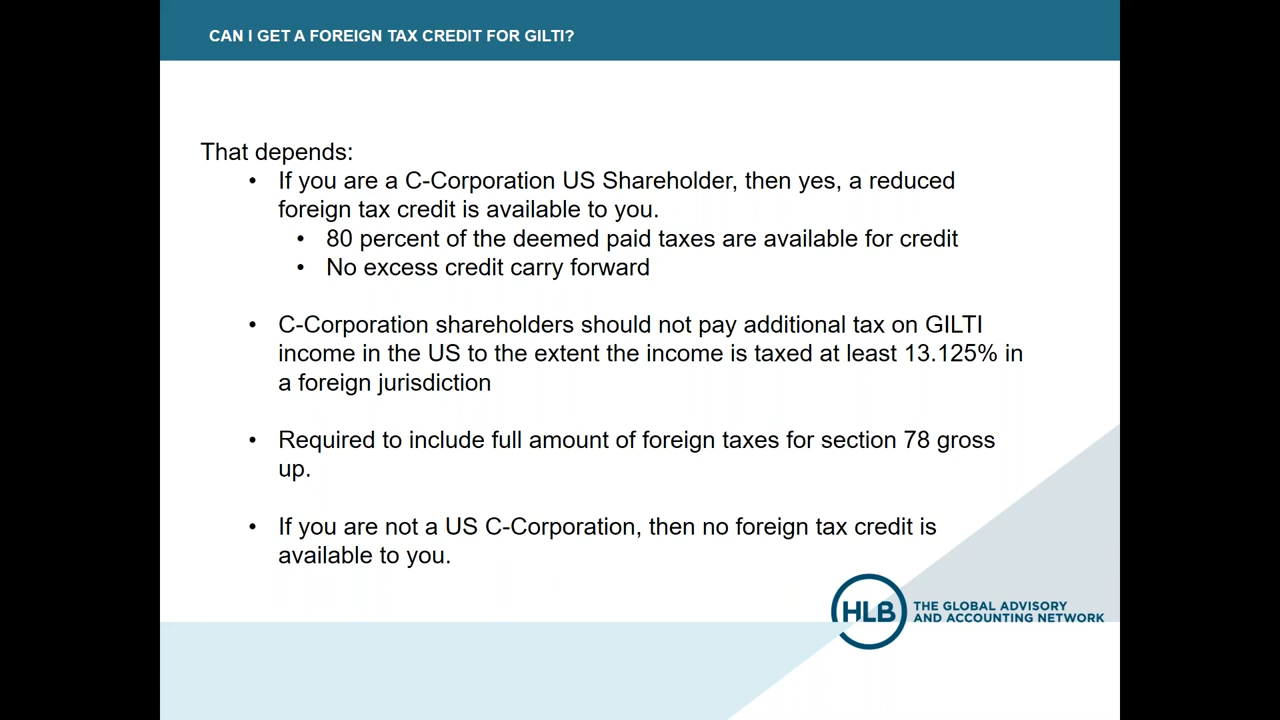 CAN I GET A FOREIGN TAX CREDIT FOR GILTI?
That depends:
• If you are a C-Corporation US Shareholder, then yes, a reduced
foreign tax credit is available to you.
• 80 percent of the deemed paid taxes are available for credit
• No excess credit carry forward
• C-Corporation shareholders should not pay additional tax on GILTI
income in the US to the extent the income is taxed at least 13.125% in
a foreign jurisdiction
• Required to include full amount of foreign taxes for section 78 gross
up.
• If you are not a US C-Corporation, then no foreign tax credit is
available to you.
HLB
THE GLOBAL ADVISORY
AND ACCOUNTING NETWORK